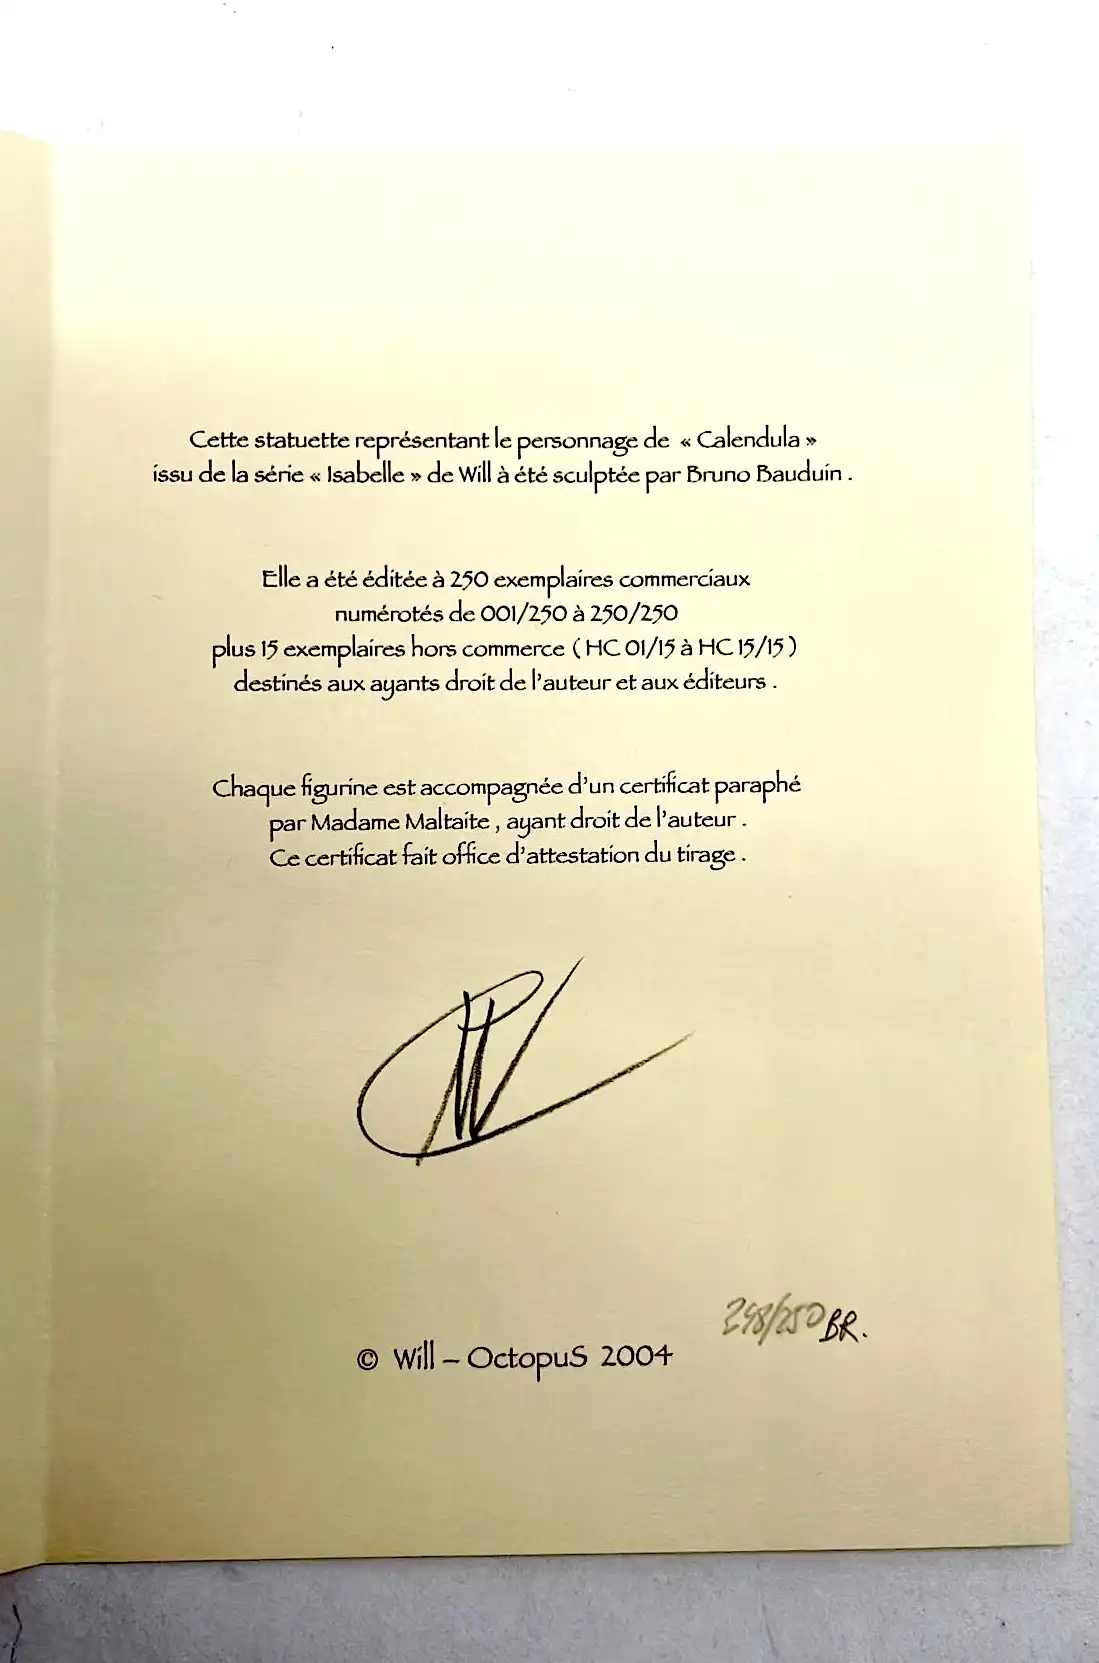 Cette statuette représentant le personnage de « Calendula »
issu de la série « Isabelle » de Will à été sculptée par Bruno Bauduin .
Elle a été éditée à 250 exemplaires commerciaux
numérotés de 001/250 à 250/250
plus 15 exemplaires hors commerce ( HC 01/15 à HC 15/15 )
destinés aux ayants droit de l'auteur et aux éditeurs .
Chaque figurine est accompagnée d'un certificat paraphé
par Madame Maltaite , ayant droit de l'auteur .
Ce certificat fait office d'attestation du tirage .
248/250 BR.
© Will – OctopuS 2004